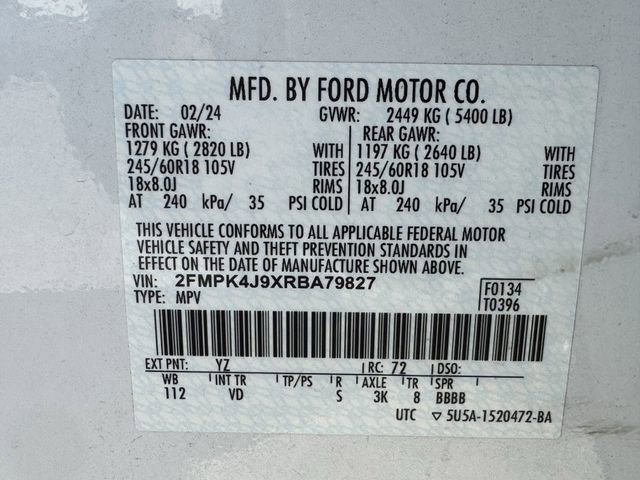 MFD. BY FORD MOTOR CO.
DATE: 02/24 GVWR: 2449 KG ( 5400 LB)
FRONT GAWR: REAR GAWR:
1279 KG ( 2820 LB) WITH 1197 KG ( 2640 LB) WITH
245/60R18 105V TIRES 245/60R18 105V TIRES
18x8.0J RIMS 18x8.0J RIMS
AT 240 kPa/ 35 PSI COLD AT 240 kPa/ 35 PSI COLD
THIS VEHICLE CONFORMS TO ALL APPLICABLE FEDERAL MOTOR
VEHICLE SAFETY AND THEFT PREVENTION STANDARDS IN
EFFECT ON THE DATE OF MANUFACTURE SHOWN ABOVE.
VIN: 2FMPK4J9XRBA79827 F0134
TYPE: MPV T0396
EXT PNT: YZ RC: 72 DSO:
WB INT TR TP/PS R AXLE TR SPR
112 VD S 3K 8 BBBB
UTC ▽ 5U5A-1520472-BA